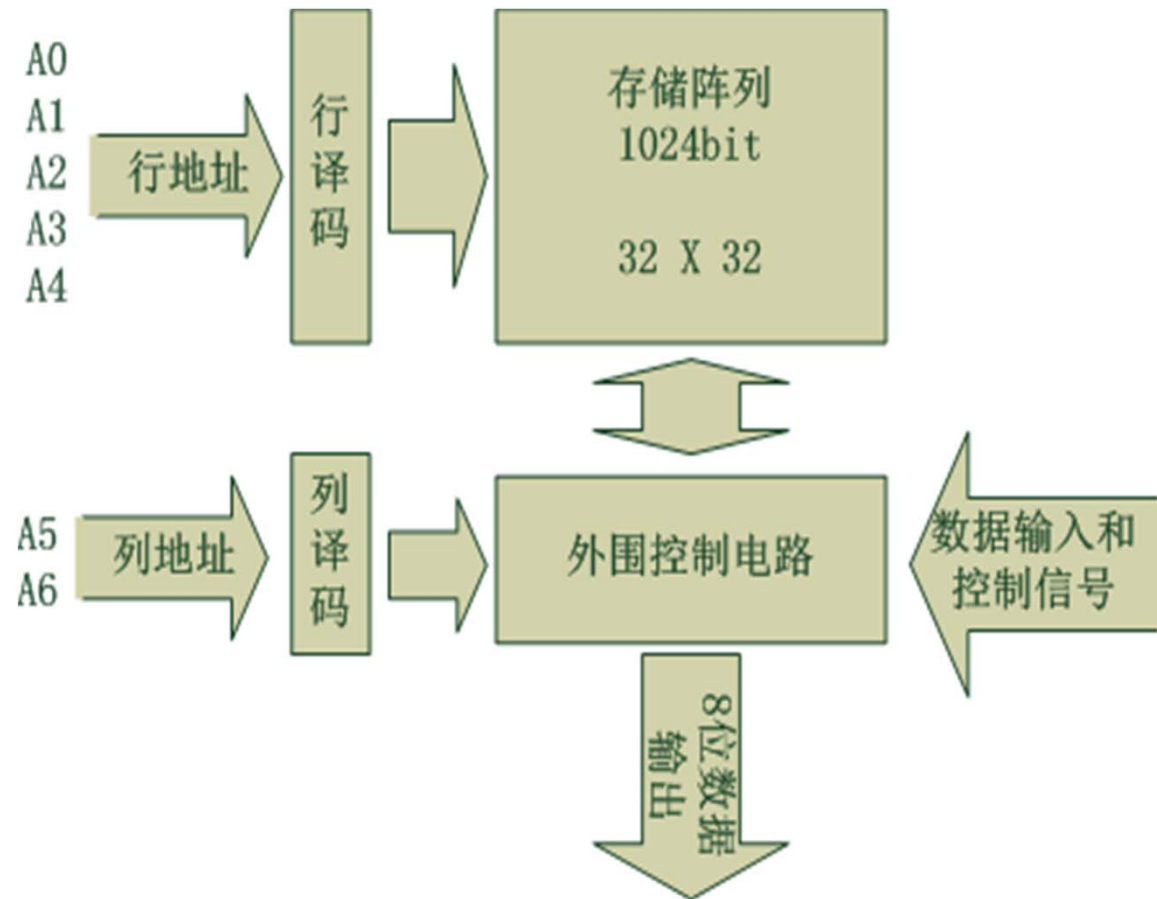 A0
A1
A2
A3
A4
行地址
行译码
存储阵列
1024bit
32 X 32
A5
A6
列地址
列译码
外围控制电路
数据输入和
控制信号
8位数据
输出